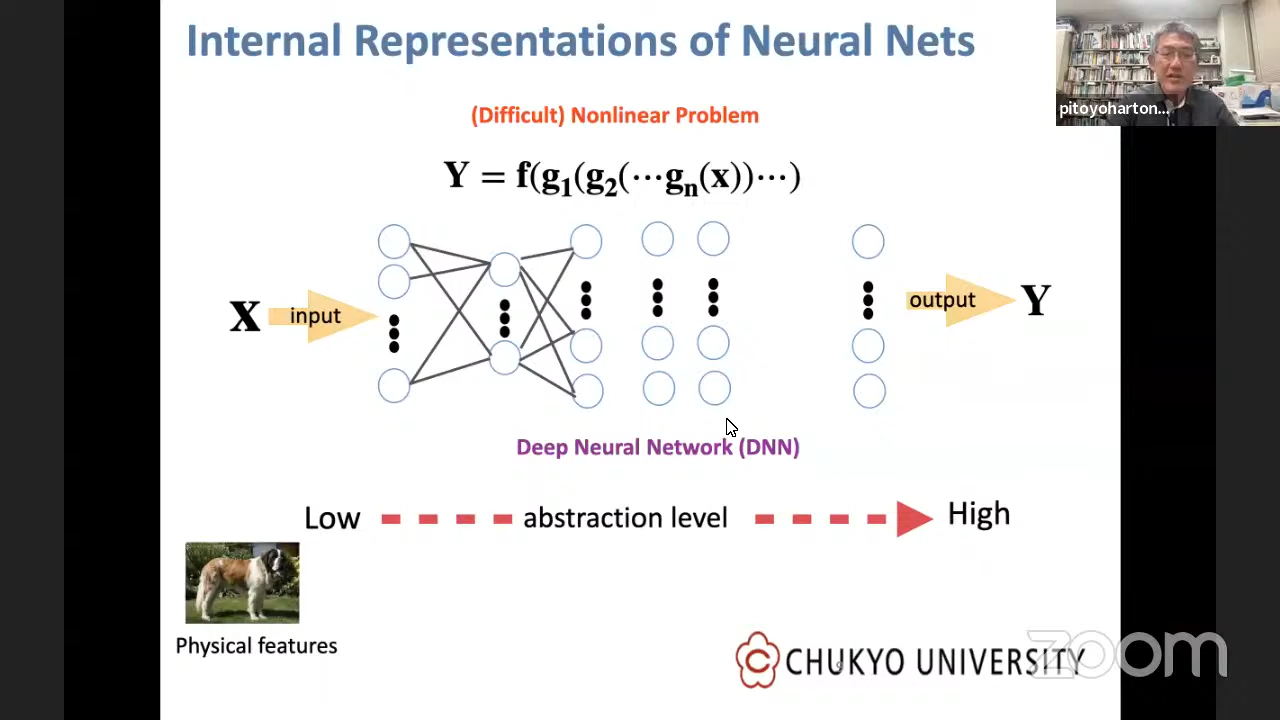 Internal Representations of Neural Nets
pitoyoharton...
(Difficult) Nonlinear Problem
Y = f(g₁(g₂(⋯gₙ(x))⋯)
X
input
output
Y
Deep Neural Network (DNN)
Low
abstraction level
High
Physical features
CHUKYO UNIVERSITY
zoom